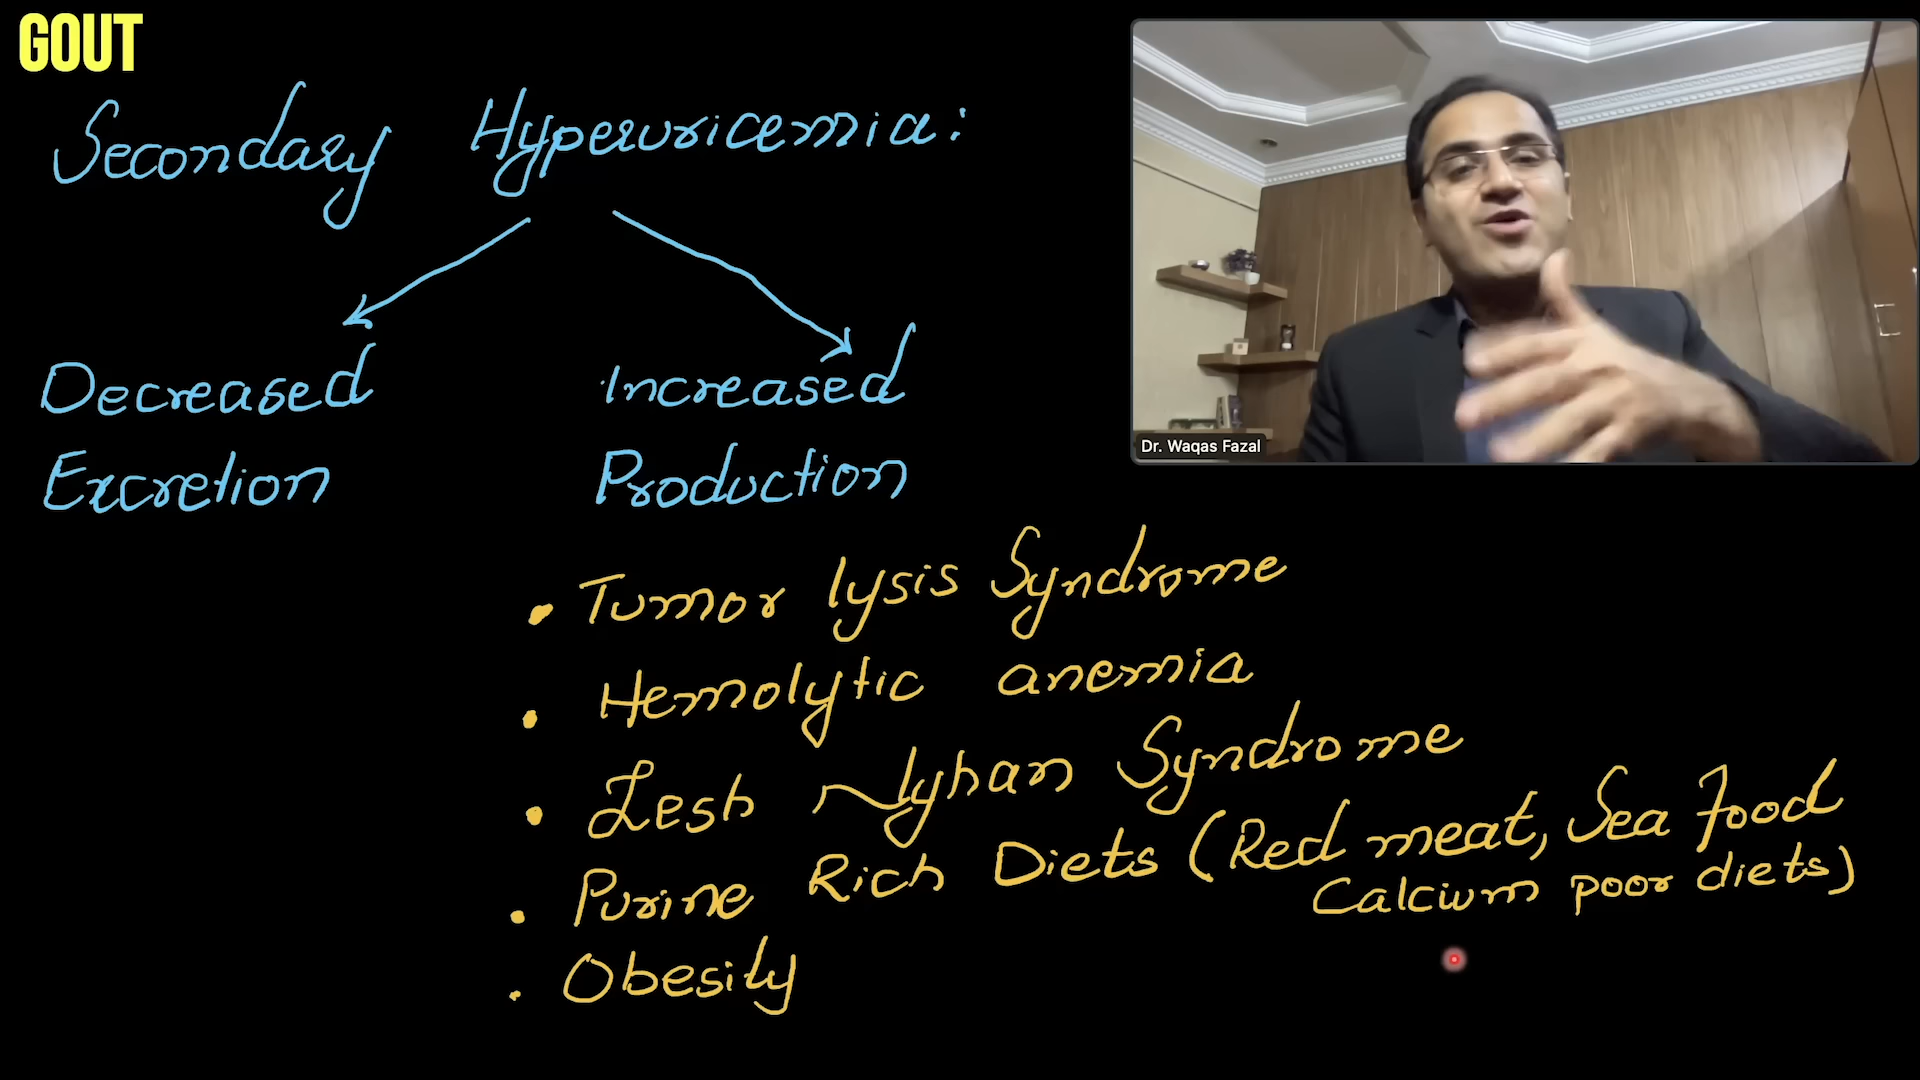 GOUT
Secondary Hyperuricemia:
Decreased
Excretion
Increased
Production
Dr. Waqas Fazal
• Tumor lysis Syndrome
• Hemolytic anemia
• Lesh Nyhan Syndrome
• Purine Rich Diets (Red meat, Sea food
Calcium poor diets)
• Obesity